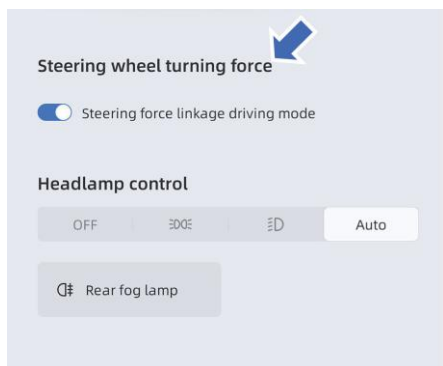 Steering wheel turning force
Steering force linkage driving mode
Headlamp control
OFF Auto
Rear fog lamp